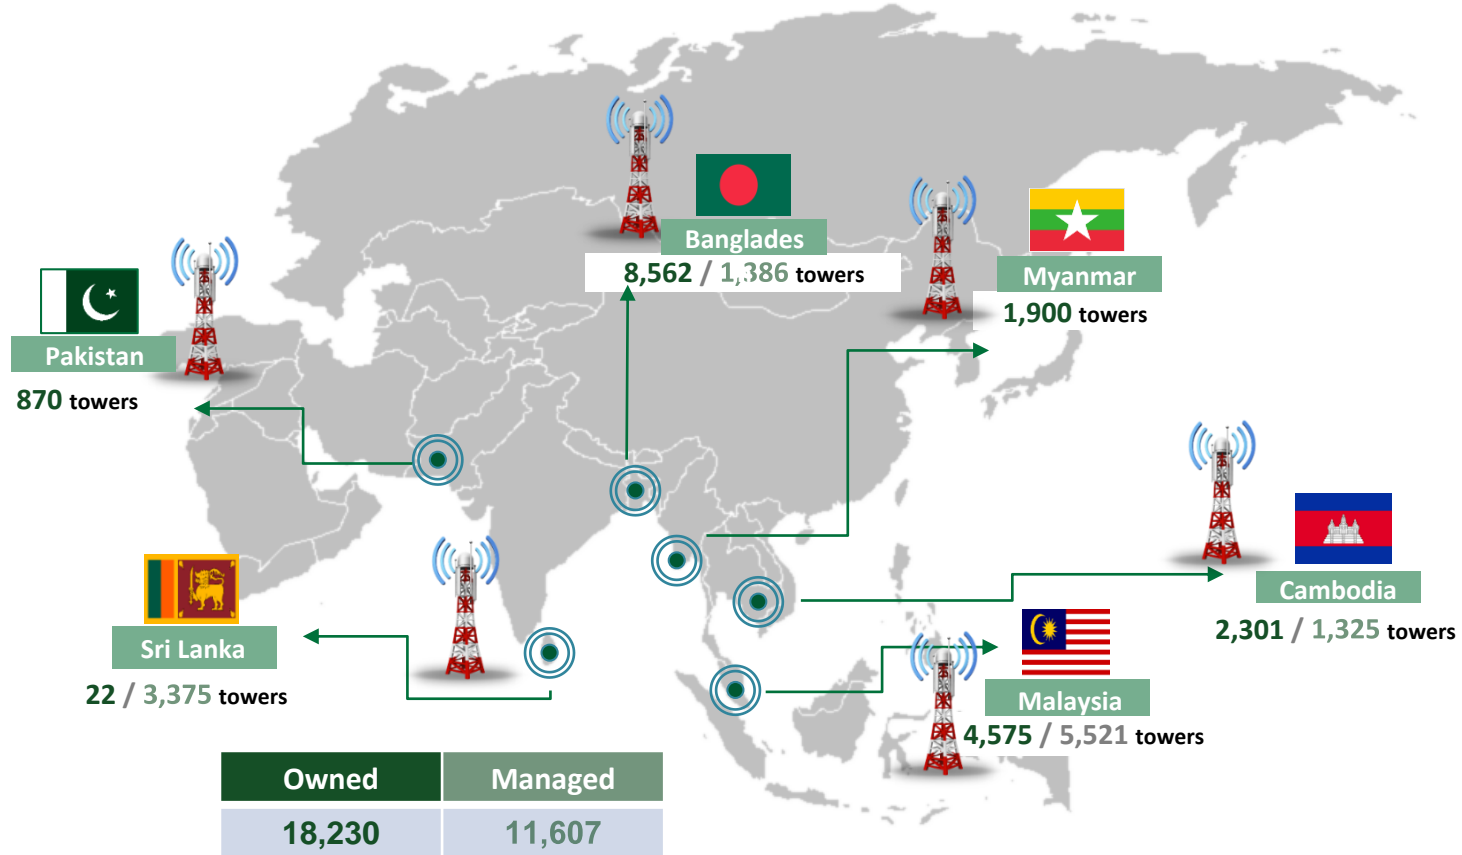 Banglades
8,562 / 1,386 towers
Myanmar
1,900 towers
Pakistan
870 towers
Cambodia
2,301 / 1,325 towers
Sri Lanka
22 / 3,375 towers
Malaysia
4,575 / 5,521 towers
Owned Managed
18,230 11,607